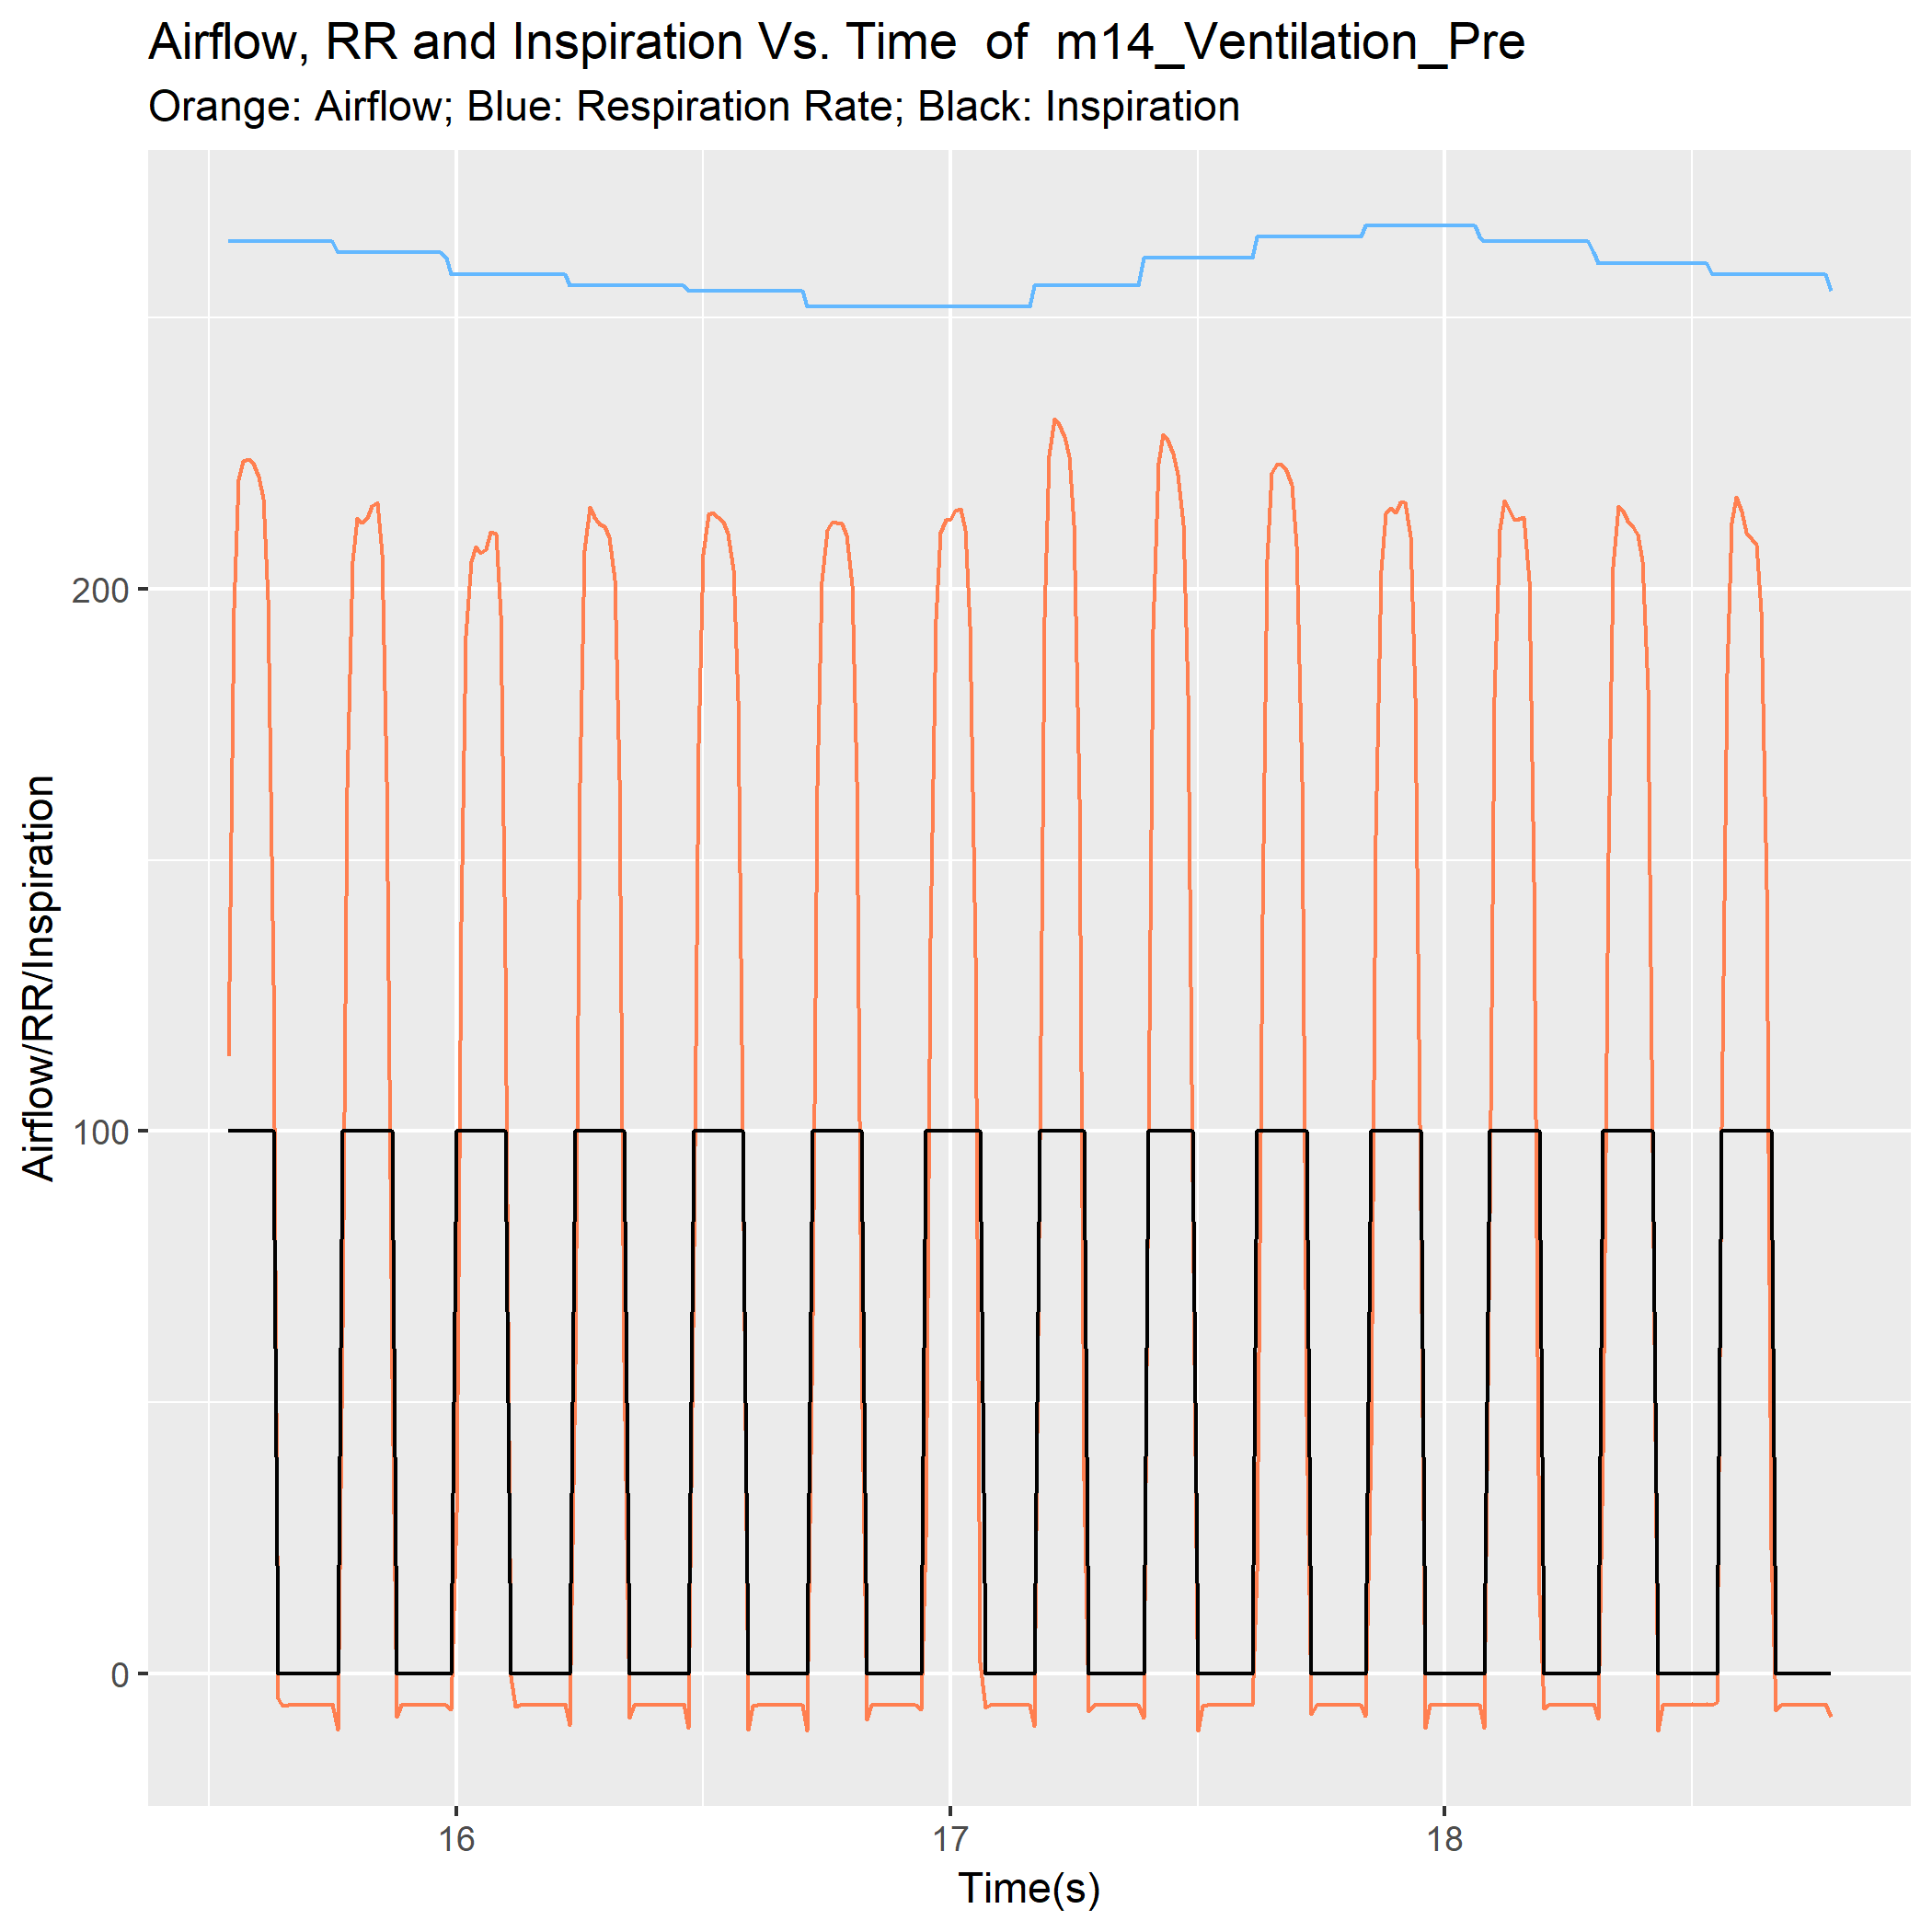 Airflow, RR and Inspiration Vs. Time  of  m14_Ventilation_Pre
Orange: Airflow; Blue: Respiration Rate; Black: Inspiration
Airflow/RR/Inspiration
200
100
0
16
17
18
Time(s)